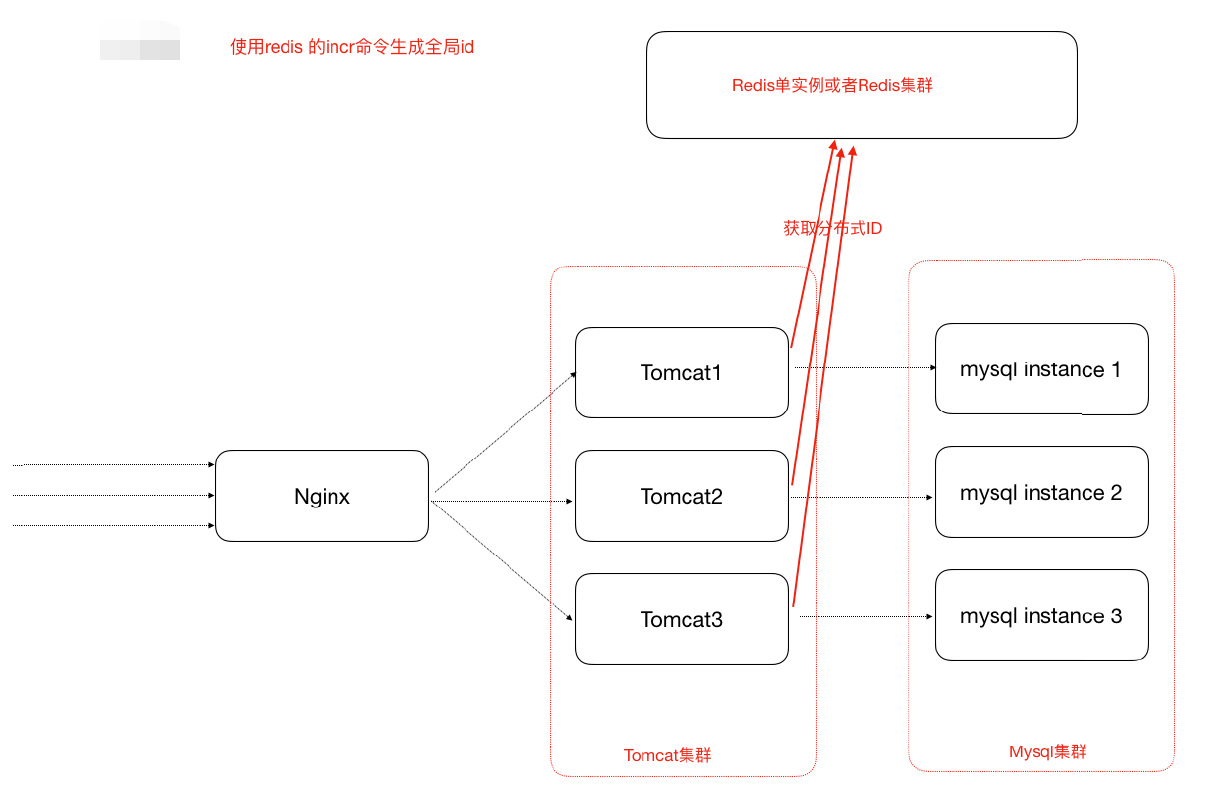 使用redis 的incr命令生成全局id
Redis单实例或者Redis集群
获取分布式ID
Tomcat1
mysql instance 1
Nginx
Tomcat2
mysql instance 2
Tomcat3
mysql instance 3
Tomcat集群
Mysql集群